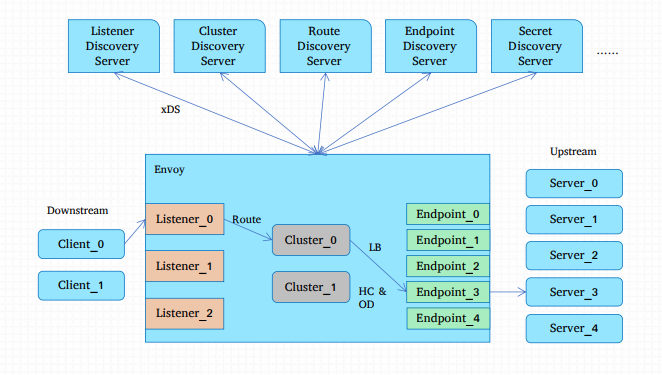 Listener
Discovery
Server
Cluster
Discovery
Server
Route
Discovery
Server
Endpoint
Discovery
Server
Secret
Discovery
Server
......
xDS
Upstream
Envoy
Server_0
Downstream
Listener_0
Route
Endpoint_0
Server_1
Client_0
Cluster_0
LB
Endpoint_1
Listener_1
Endpoint_2
Server_2
Client_1
Cluster_1
HC &
OD
Endpoint_3
Server_3
Listener_2
Endpoint_4
Server_4